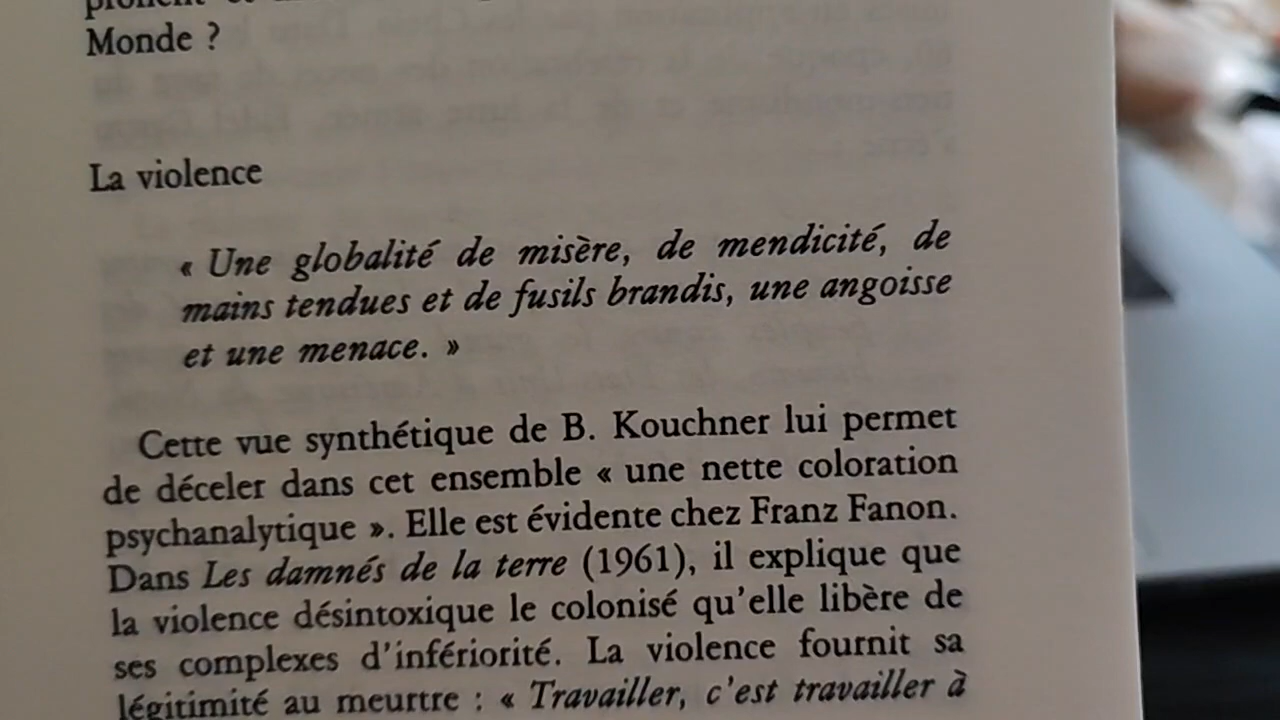 Monde ?
La violence
« Une globalité de misère, de mendicité, de
mains tendues et de fusils brandis, une angoisse
et une menace. »
Cette vue synthétique de B. Kouchner lui permet
de déceler dans cet ensemble « une nette coloration
psychanalytique ». Elle est évidente chez Franz Fanon.
Dans Les damnés de la terre (1961), il explique que
la violence désintoxique le colonisé qu'elle libère de
ses complexes d'infériorité. La violence fournit sa
légitimité au meurtre : « Travailler, c'est travailler à